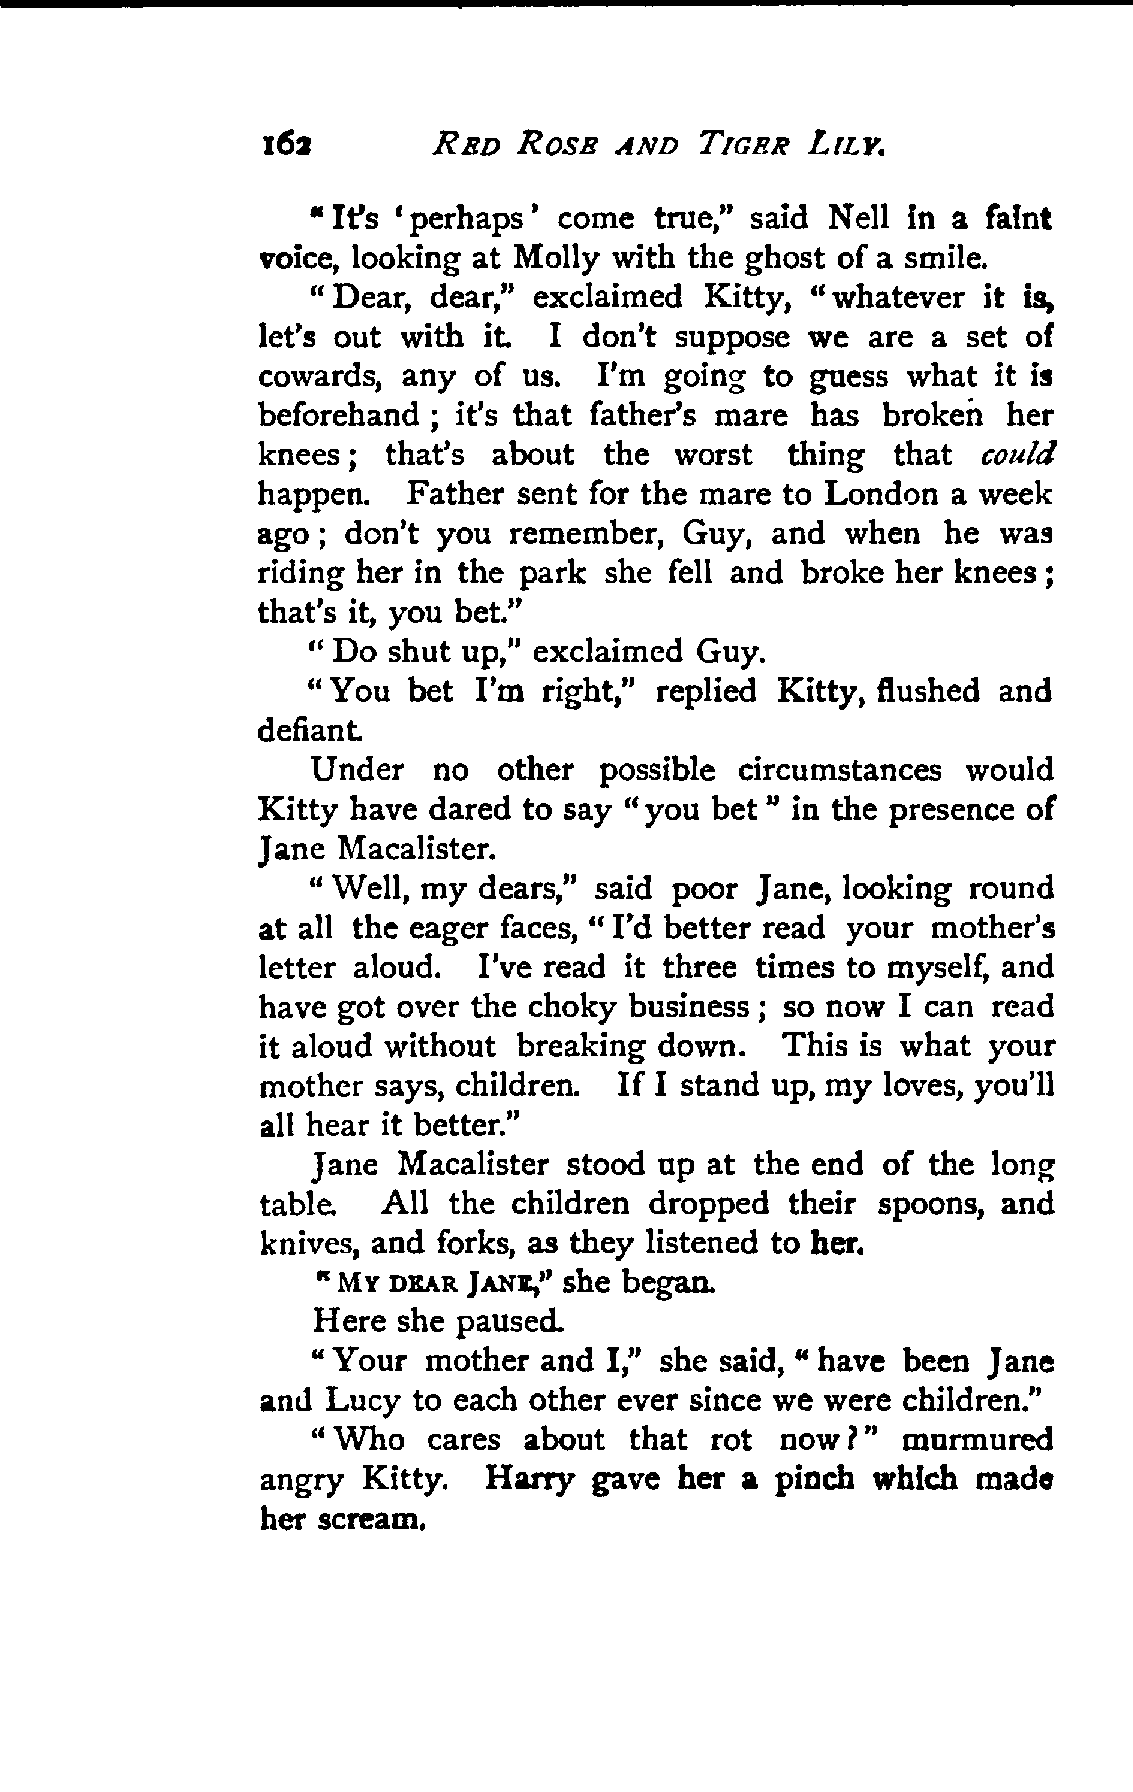 162 RED ROSE AND TIGER LILY.
"It's 'perhaps' come true," said Nell in a faint
voice, looking at Molly with the ghost of a smile.
"Dear, dear," exclaimed Kitty, "whatever it is,
let's out with it. I don't suppose we are a set of
cowards, any of us. I'm going to guess what it is
beforehand; it's that father's mare has broken her
knees; that's about the worst thing that could
happen. Father sent for the mare to London a week
ago; don't you remember, Guy, and when he was
riding her in the park she fell and broke her knees;
that's it, you bet."
"Do shut up," exclaimed Guy.
"You bet I'm right," replied Kitty, flushed and
defiant.
Under no other possible circumstances would
Kitty have dared to say "you bet" in the presence of
Jane Macalister.
"Well, my dears," said poor Jane, looking round
at all the eager faces, "I'd better read your mother's
letter aloud. I've read it three times to myself, and
have got over the choky business; so now I can read
it aloud without breaking down. This is what your
mother says, children. If I stand up, my loves, you'll
all hear it better."
Jane Macalister stood up at the end of the long
table. All the children dropped their spoons, and
knives, and forks, as they listened to her.
"MY DEAR JANE," she began.
Here she paused.
"Your mother and I," she said, "have been Jane
and Lucy to each other ever since we were children."
"Who cares about that rot now?" murmured
angry Kitty. Harry gave her a pinch which made
her scream.